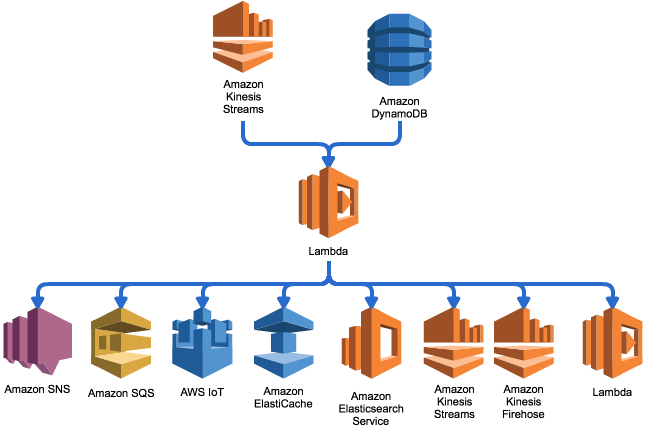 Amazon
Kinesis
Streams
Amazon
DynamoDB
Lambda
Amazon SNS
Amazon SQS
AWS IoT
Amazon
ElastiCache
Amazon
Elasticsearch
Service
Amazon
Kinesis
Streams
Amazon
Kinesis
Firehose
Lambda